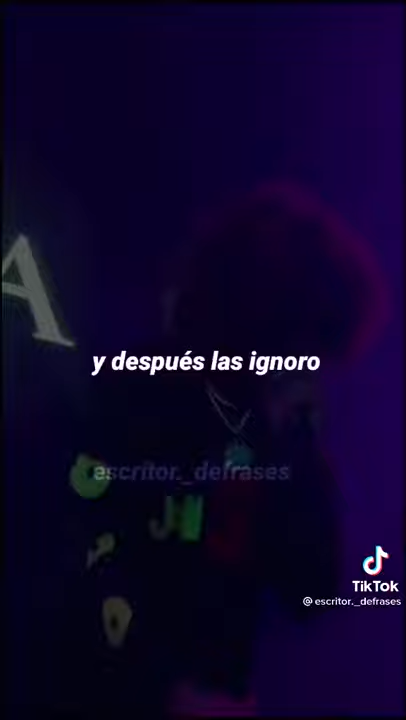 A
y después las ignoro
escritor._defrases
TikTok
@escritor._defrases